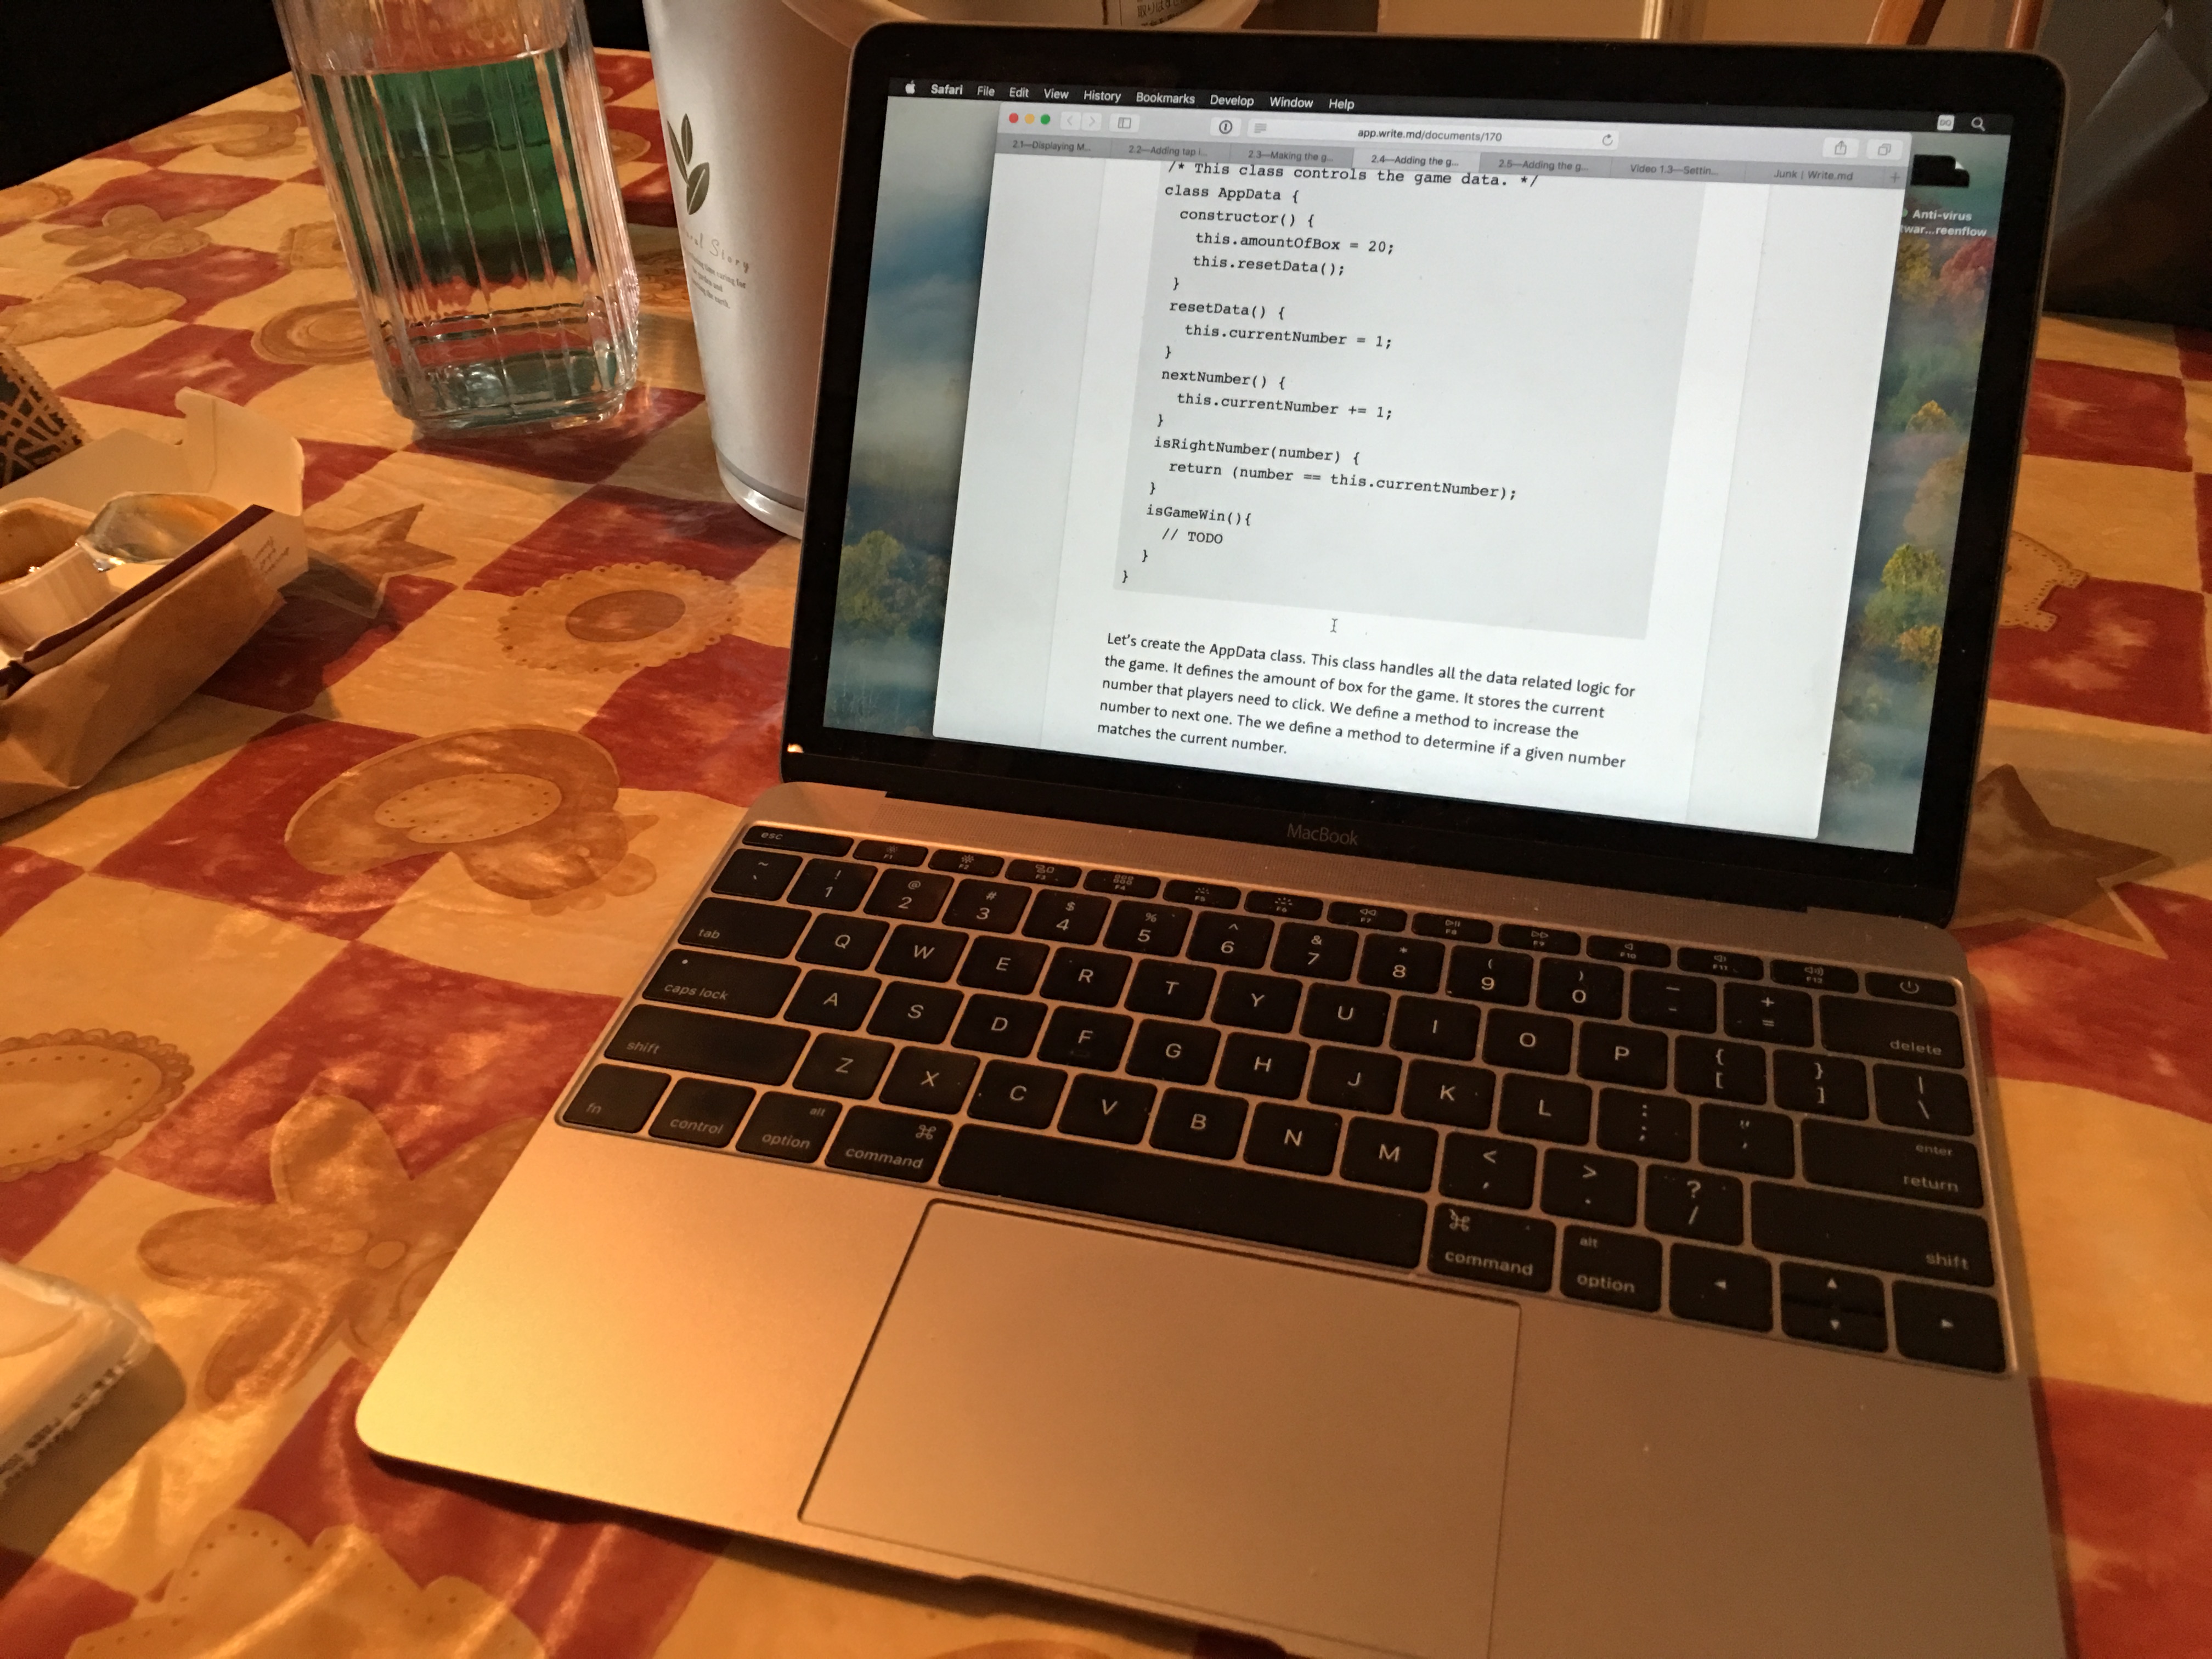 Safari File Edit View History Bookmarks Develop Window Help
app.write.md/documents/170
2.1—Displaying M... 2.2—Adding tap i... 2.3—Making the g... 2.4—Adding the g... 2.5—Adding the g... Video 1.3—Settin... Junk | Write.md +
/* This class controls the game data. */
class AppData {
constructor() {
this.amountOfBox = 20;
this.resetData();
}
resetData() {
this.currentNumber = 1;
}
nextNumber() {
this.currentNumber += 1;
}
isRightNumber(number) {
return (number == this.currentNumber);
}
isGameWin(){
// TODO
}
}
Let's create the AppData class. This class handles all the data related logic for
the game. It defines the amount of box for the game. It stores the current
number that players need to click. We define a method to increase the
number to next one. The we define a method to determine if a given number
matches the current number.
Anti-virus
twar...reenflow
Story
MacBook
esc F1 F2 F3 F4 F5 F6 F7 F8 F9 F10 F11 F12
~ ! @ # $ % ^ & * ( ) — +
` 1 2 3 4 5 6 7 8 9 0 - = delete
tab Q W E R T Y U I O P { [ } ] | \
caps lock A S D F G H J K L : ; " ' enter return
shift Z X C V B N M < , > . ? / shift
fn control alt option ⌘ command ⌘ command alt option ◄ ▲ ▼ ►